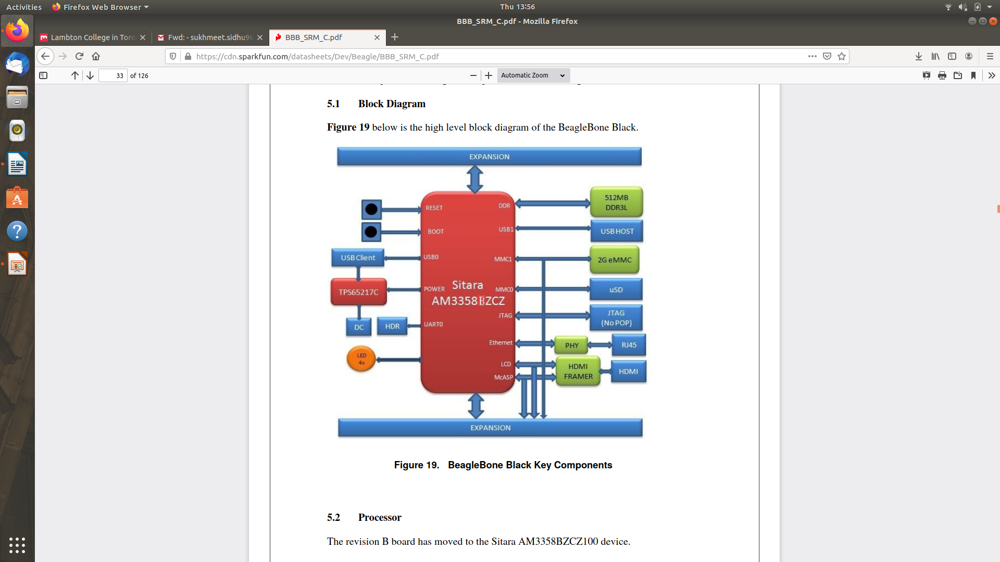 Activities
Firefox Web Browser
Thu 13:56
BBB_SRM_C.pdf - Mozilla Firefox
Lambton College in Toro
Fwd: - sukhmeet.sidhu96
BBB_SRM_C.pdf
https://cdn.sparkfun.com/datasheets/Dev/Beagle/BBB_SRM_C.pdf
33 of 126
Automatic Zoom
5.1 Block Diagram
Figure 19 below is the high level block diagram of the BeagleBone Black.
EXPANSION
RESET
BOOT
USB Client
USB0
TPS65217C
POWER
DC
HDR
UART0
LED
4x
Sitara
AM3358BZCZ
DDR
512MB
DDR3L
USB1
USB HOST
MMC1
2G eMMC
MMC0
uSD
JTAG
JTAG
(No POP)
Ethernet
PHY
RJ45
LCD
McASP
HDMI
FRAMER
HDMI
EXPANSION
Figure 19. BeagleBone Black Key Components
5.2 Processor
The revision B board has moved to the Sitara AM3358BZCZ100 device.